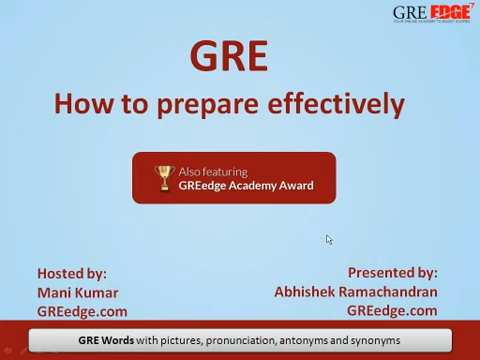 GRE EDGE7
GRE
How to prepare effectively
Also featuring
GREedge Academy Award
Hosted by:
Mani Kumar
GREedge.com
Presented by:
Abhishek Ramachandran
GREedge.com
GRE Words with pictures, pronunciation, antonyms and synonyms